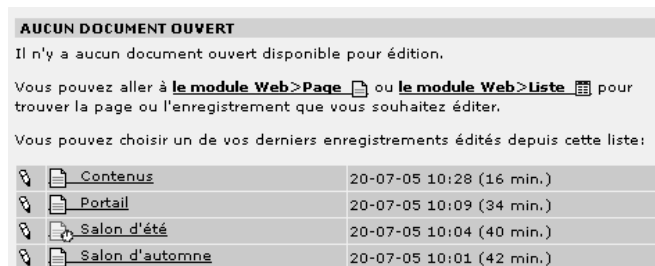 AUCUN DOCUMENT OUVERT
Il n'y a aucun document ouvert disponible pour édition.
Vous pouvez aller à le module Web>Page ou le module Web>Liste pour
trouver la page ou l'enregistrement que vous souhaitez éditer.
Vous pouvez choisir un de vos derniers enregistrements édités depuis cette liste:
Contenus 20-07-05 10:28 (16 min.)
Portail 20-07-05 10:09 (34 min.)
Salon d'été 20-07-05 10:04 (40 min.)
Salon d'automne 20-07-05 10:01 (42 min.)